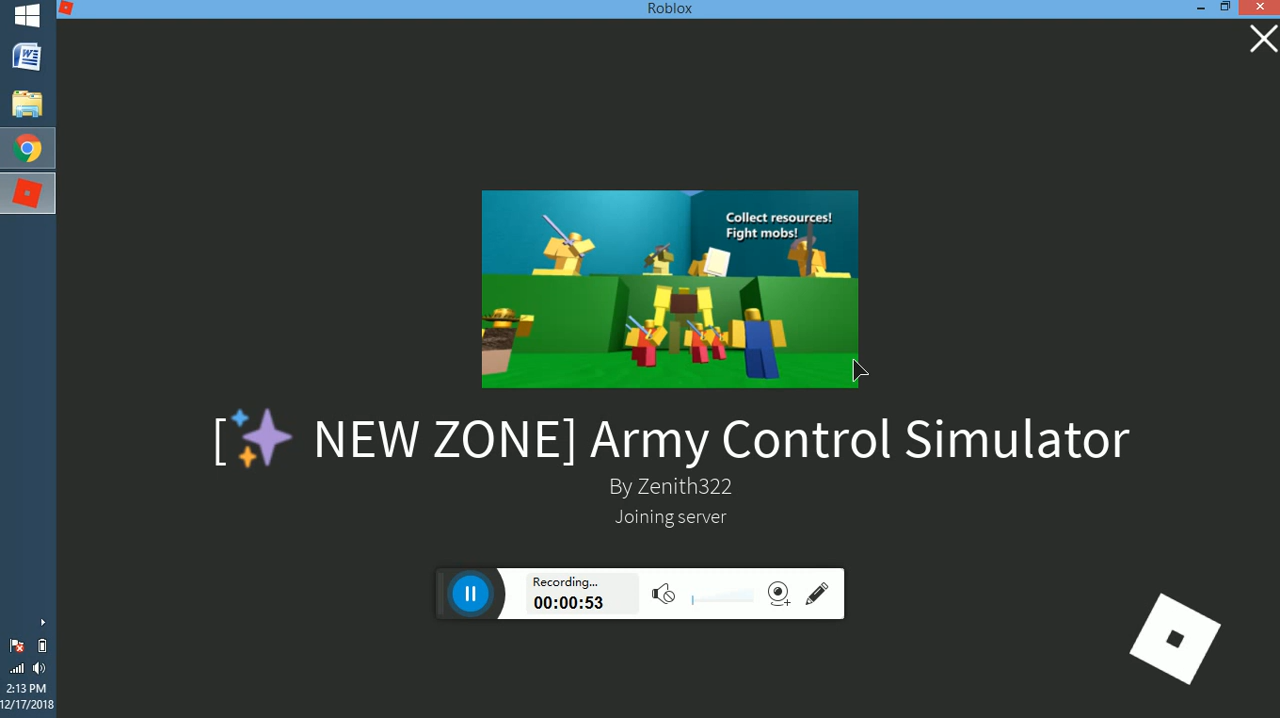 Roblox
Collect resources!
Fight mobs!
[✨ NEW ZONE] Army Control Simulator
By Zenith322
Joining server
Recording...
00:00:53
2:13 PM
12/17/2018